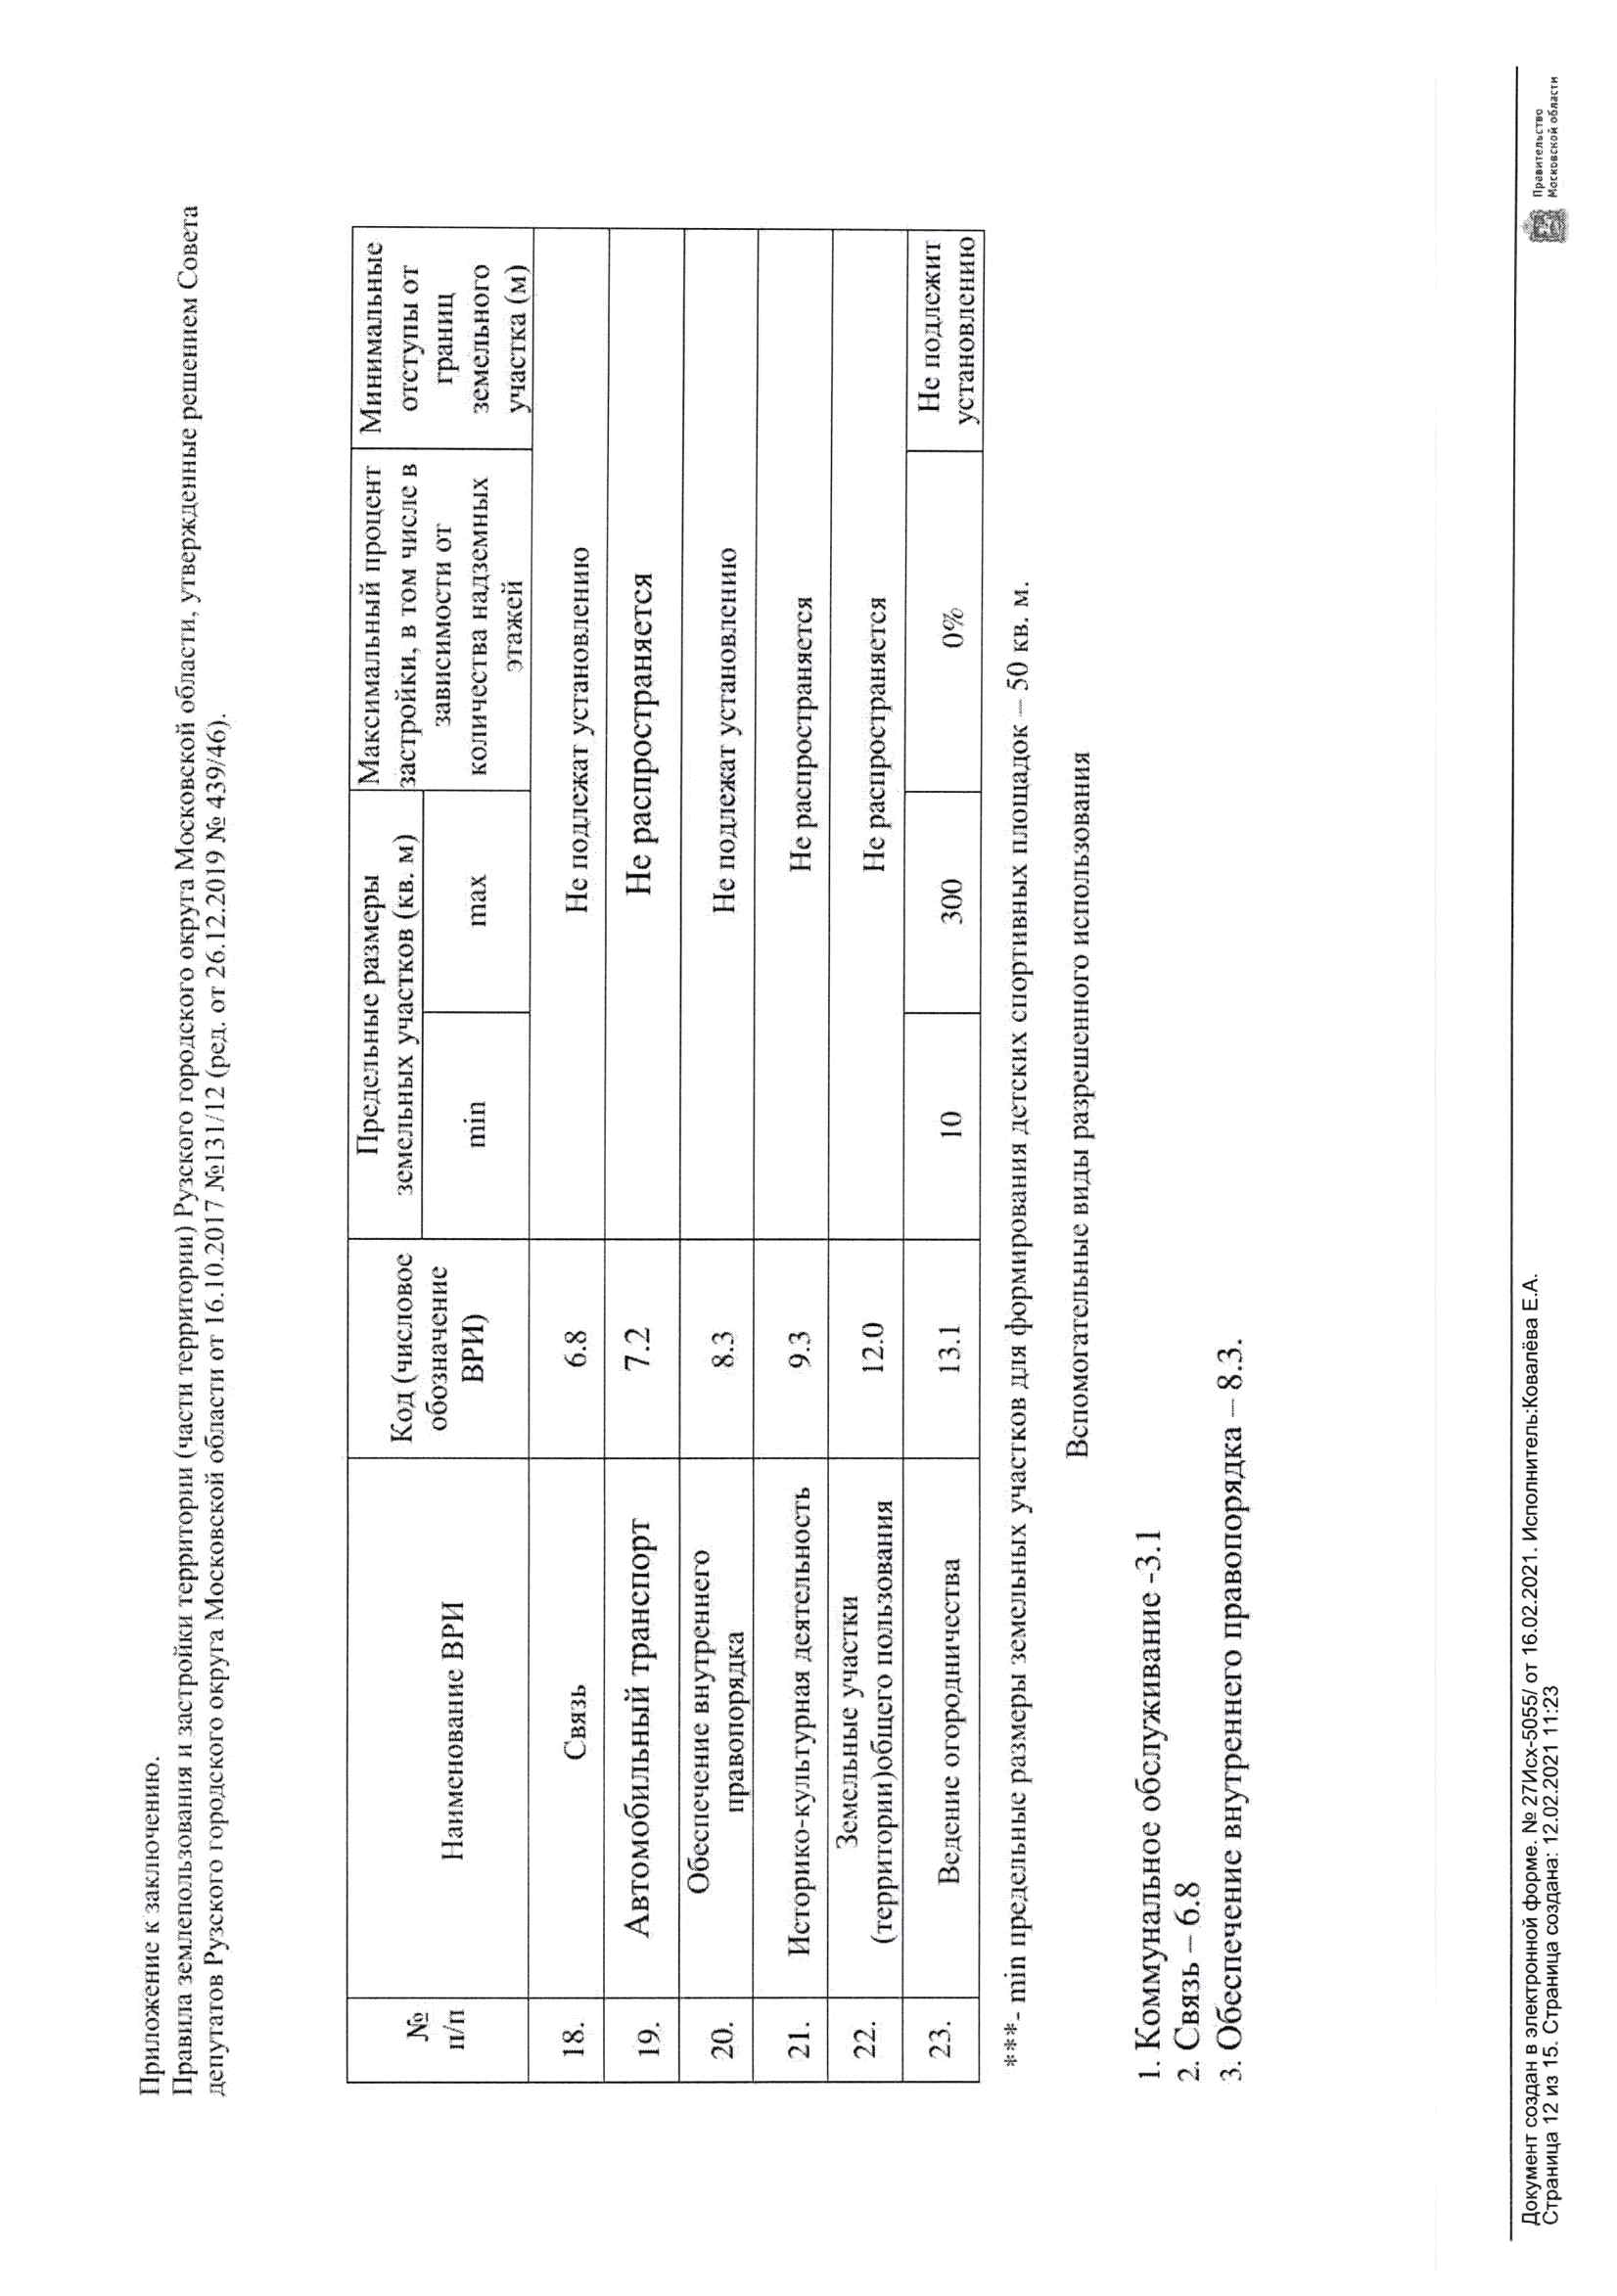 Приложение к заключению.
Правила землепользования и застройки территории (части территории) Рузского городского округа Московской области, утвержденные решением Совета
депутатов Рузского городского округа Московской области от 16.10.2017 №131/12 (ред. от 26.12.2019 № 439/46).
№
п/п
Наименование ВРИ
Код (числовое
обозначение
ВРИ)
Предельные размеры
земельных участков (кв. м)
min
max
Максимальный процент
застройки, в том числе в
зависимости от
количества надземных
этажей
Минимальные
отступы от
границ
земельного
участка (м)
18. Связь 6.8 Не подлежат установлению
19. Автомобильный транспорт 7.2 Не распространяется
20. Обеспечение внутреннего
правопорядка 8.3 Не подлежат установлению
21. Историко-культурная деятельность 9.3 Не распространяется
22. Земельные участки
(территории)общего пользования 12.0 Не распространяется
23. Ведение огородничества 13.1 10 300 0% Не подлежит
установлению
***- min предельные размеры земельных участков для формирования детских спортивных площадок – 50 кв. м.
Вспомогательные виды разрешенного использования
1. Коммунальное обслуживание -3.1
2. Связь – 6.8
3. Обеспечение внутреннего правопорядка – 8.3.
Документ создан в электронной форме. № 27Исх-5055/ от 16.02.2021. Исполнитель:Ковалёва Е.А.
Страница 12 из 15. Страница создана: 12.02.2021 11:23
Правительство
Московской области